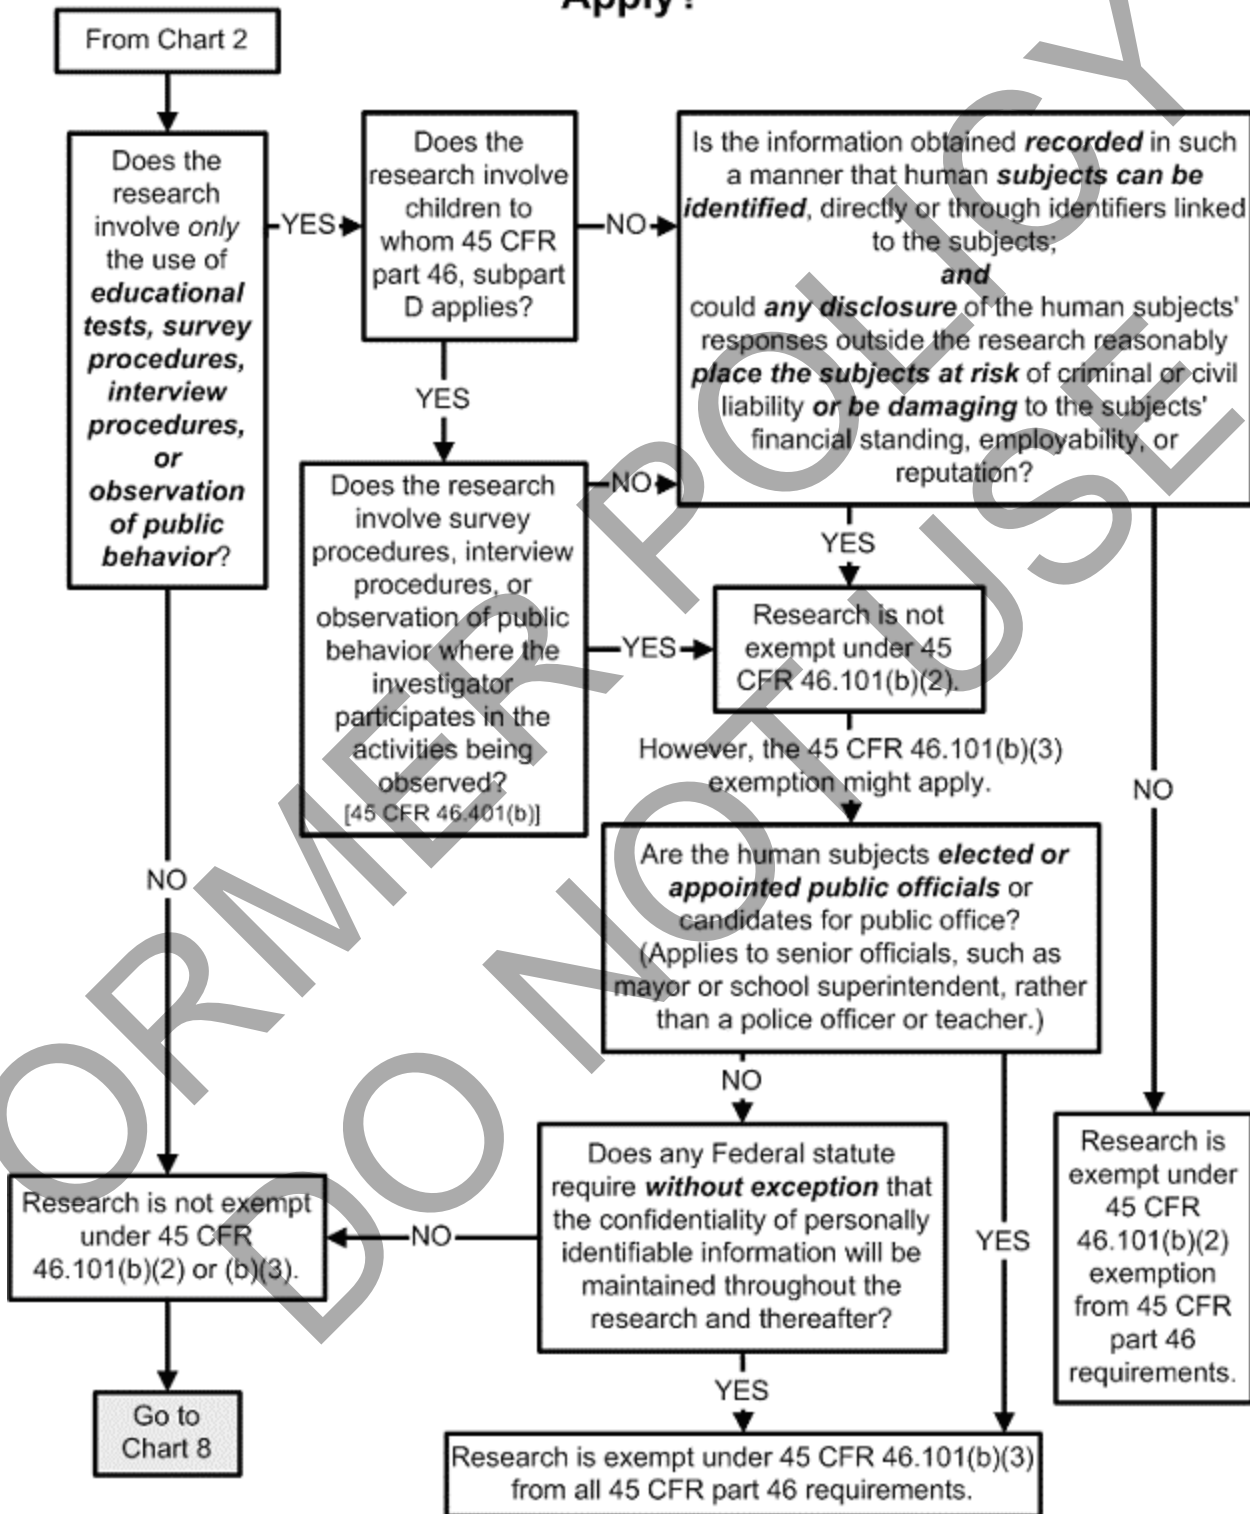 Apply?
From Chart 2
Does the
research
involve only
the use of
educational
tests, survey
procedures,
interview
procedures,
or
observation
of public
behavior?
YES
Does the
research involve
children to
whom 45 CFR
part 46, subpart
D applies?
NO
Is the information obtained recorded in such
a manner that human subjects can be
identified, directly or through identifiers linked
to the subjects;
and
could any disclosure of the human subjects'
responses outside the research reasonably
place the subjects at risk of criminal or civil
liability or be damaging to the subjects'
financial standing, employability, or
reputation?
YES
Does the research
involve survey
procedures, interview
procedures, or
observation of public
behavior where the
investigator
participates in the
activities being
observed?
[45 CFR 46.401(b)]
NO
YES
YES
Research is not
exempt under 45
CFR 46.101(b)(2).
However, the 45 CFR 46.101(b)(3)
exemption might apply.
NO
NO
Are the human subjects elected or
appointed public officials or
candidates for public office?
(Applies to senior officials, such as
mayor or school superintendent, rather
than a police officer or teacher.)
NO
YES
Does any Federal statute
require without exception that
the confidentiality of personally
identifiable information will be
maintained throughout the
research and thereafter?
NO
YES
Research is not exempt
under 45 CFR
46.101(b)(2) or (b)(3).
Go to
Chart 8
Research is
exempt under
45 CFR
46.101(b)(2)
exemption
from 45 CFR
part 46
requirements.
Research is exempt under 45 CFR 46.101(b)(3)
from all 45 CFR part 46 requirements.
ORMER POLICY
DO NOT USE